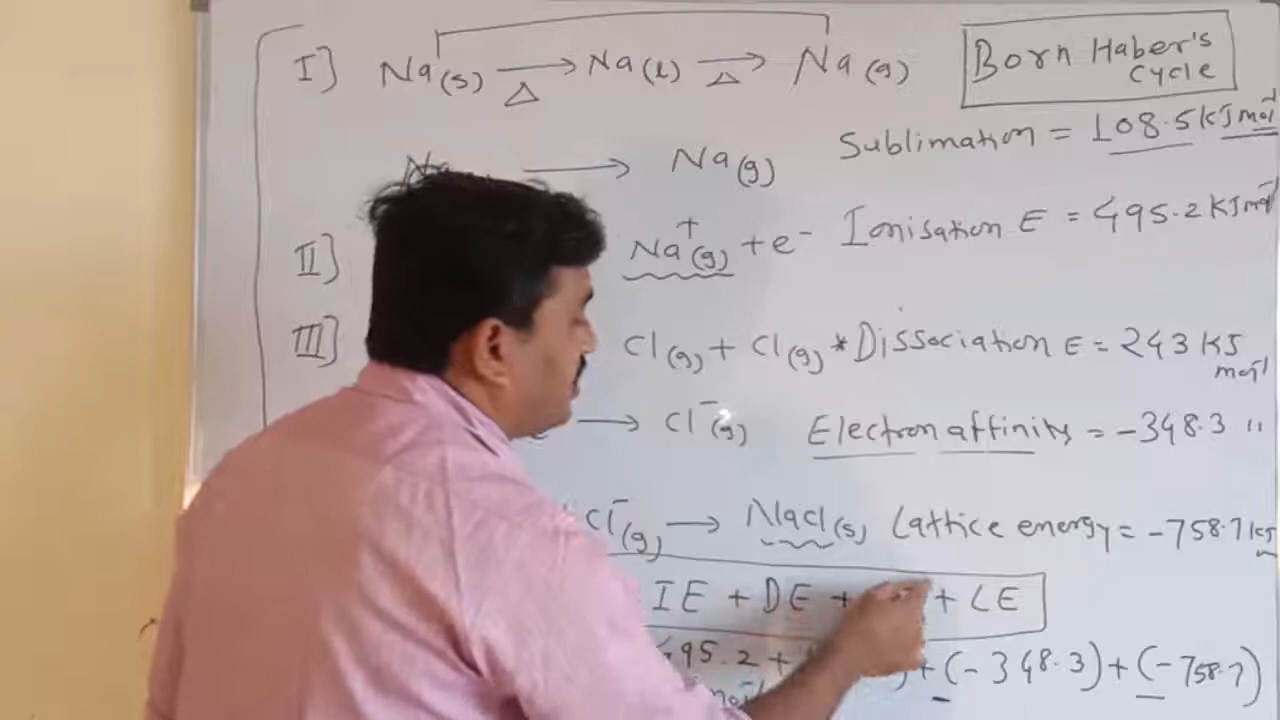 I] Na(s) → Na(l) → Na(g)
Δ Δ
Born Haber's
cycle
→ Na(g) Sublimation = 108.5 KJ mol⁻
II] Na⁺(g) + e⁻ Ionisation E = 495.2 KJ mol⁻
III] Cl(g) + Cl(g) * Dissociation E = 243 KJ
mol⁻
→ Cl⁻(g) Electron affinity = -348.3 "
Cl⁻(g) → NaCl(s) Lattice energy = -758.7 KJ
IE + DE + + LE
95.2 + + (-348.3) + (-758.7)